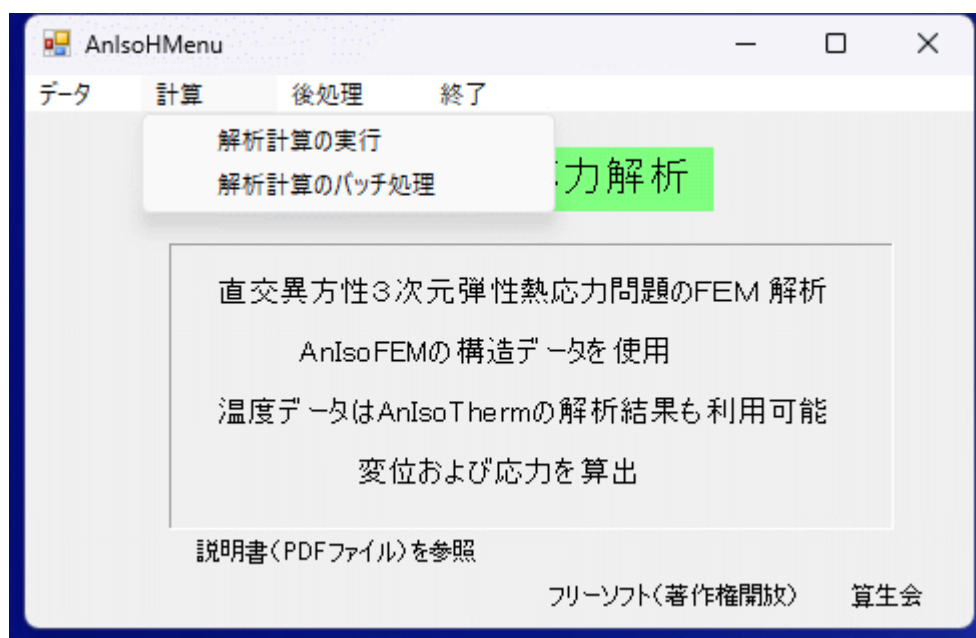 AnIsoHMenu
データ 計算 後処理 終了
解析計算の実行
解析計算のバッチ処理
力解析
直交異方性3次元弾性熱応力問題のFEM 解析
AnIsoFEMの構造データを使用
温度データはAnIsoThermの解析結果も利用可能
変位および応力を算出
説明書(PDFファイル)を参照
フリーソフト(著作権開放) 算生会